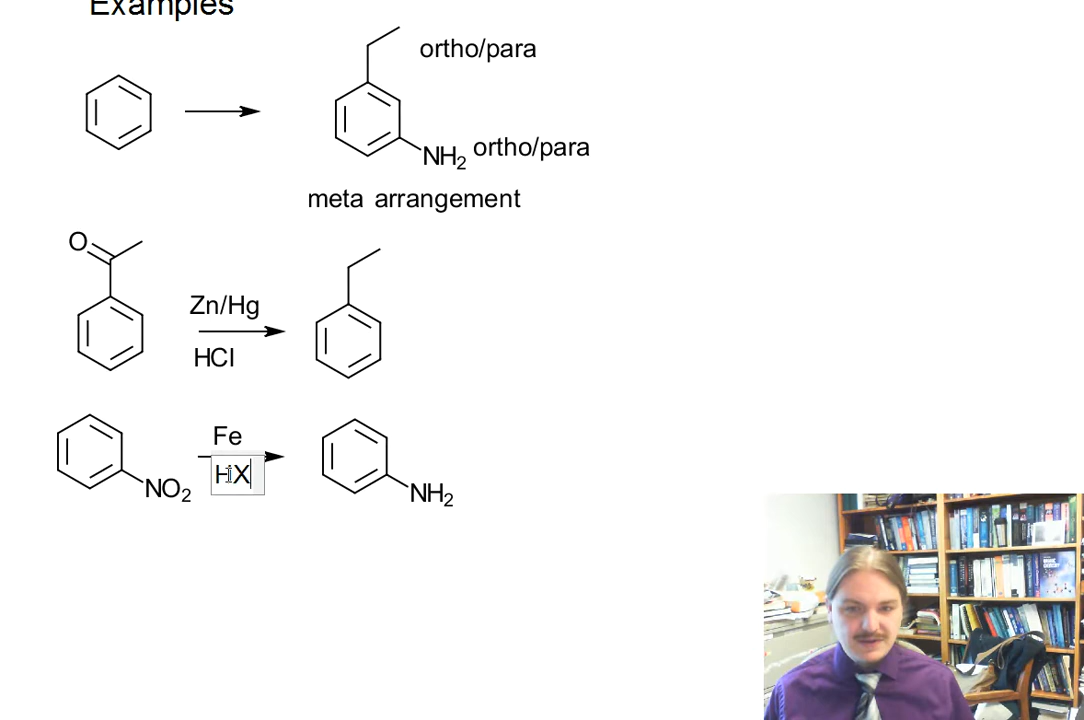 Examples
ortho/para
NH2 ortho/para
meta arrangement
O
Zn/Hg
HCl
Fe
HX
NO2
NH2